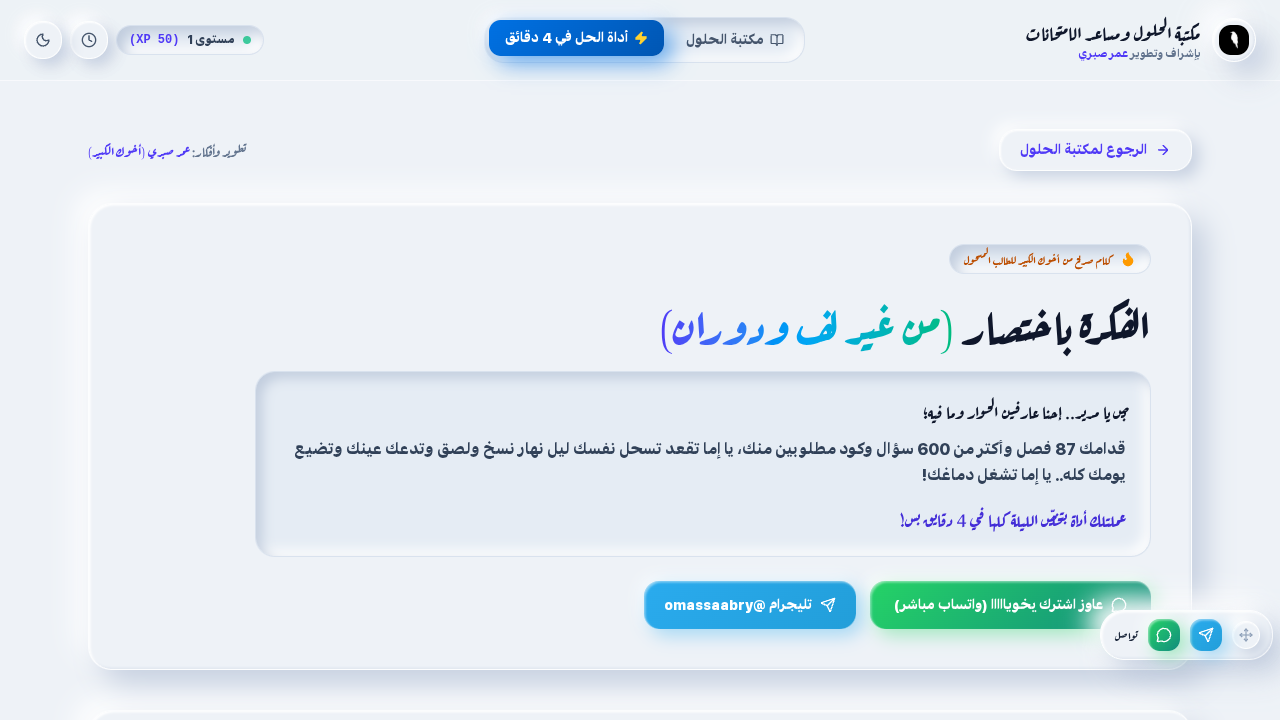 مكتبة الحلول ومساعد الامتحانات
بإشراف وتطوير عمر صبري
مكتبة الحلول
أداة الحل في 4 دقائق
مستوى 1 (50 XP)
الرجوع لمكتبة الحلول
تطوير وأفكار: عمر صبري (أخوك الكبير)
كلام صريح من أخوك الكبير للطالب المسحول
الفكرة باختصار (من غير لف ودوران)
بص يا مدير.. إحنا عارفين الحوار وما فيه؛
قدامك 87 فصل وأكتر من 600 سؤال وكود مطلوبين منك، يا إما تقعد تسحل نفسك ليل نهار نسخ ولصق وتدعك عينك وتضيع
يومك كله.. يا إما تشغل دماغك!
عملتلك أداة بتخلّص الليلة كلها في 4 دقايق بس!
عاوز اشترك يخوياااااا (واتساب مباشر)
تليجرام @omassaabry
تواصل